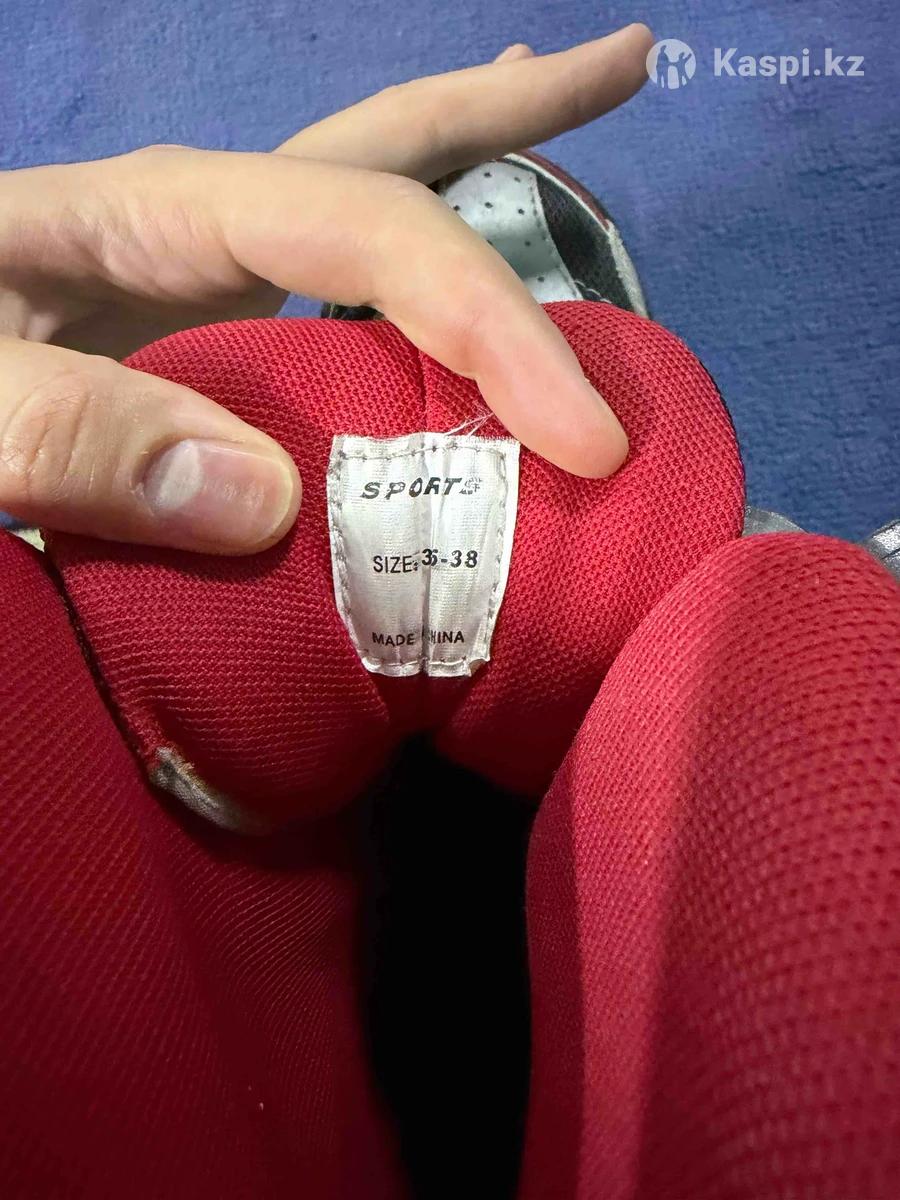 Kaspi.kz
SPORTS
SIZE: 35-38
MADE CHINA